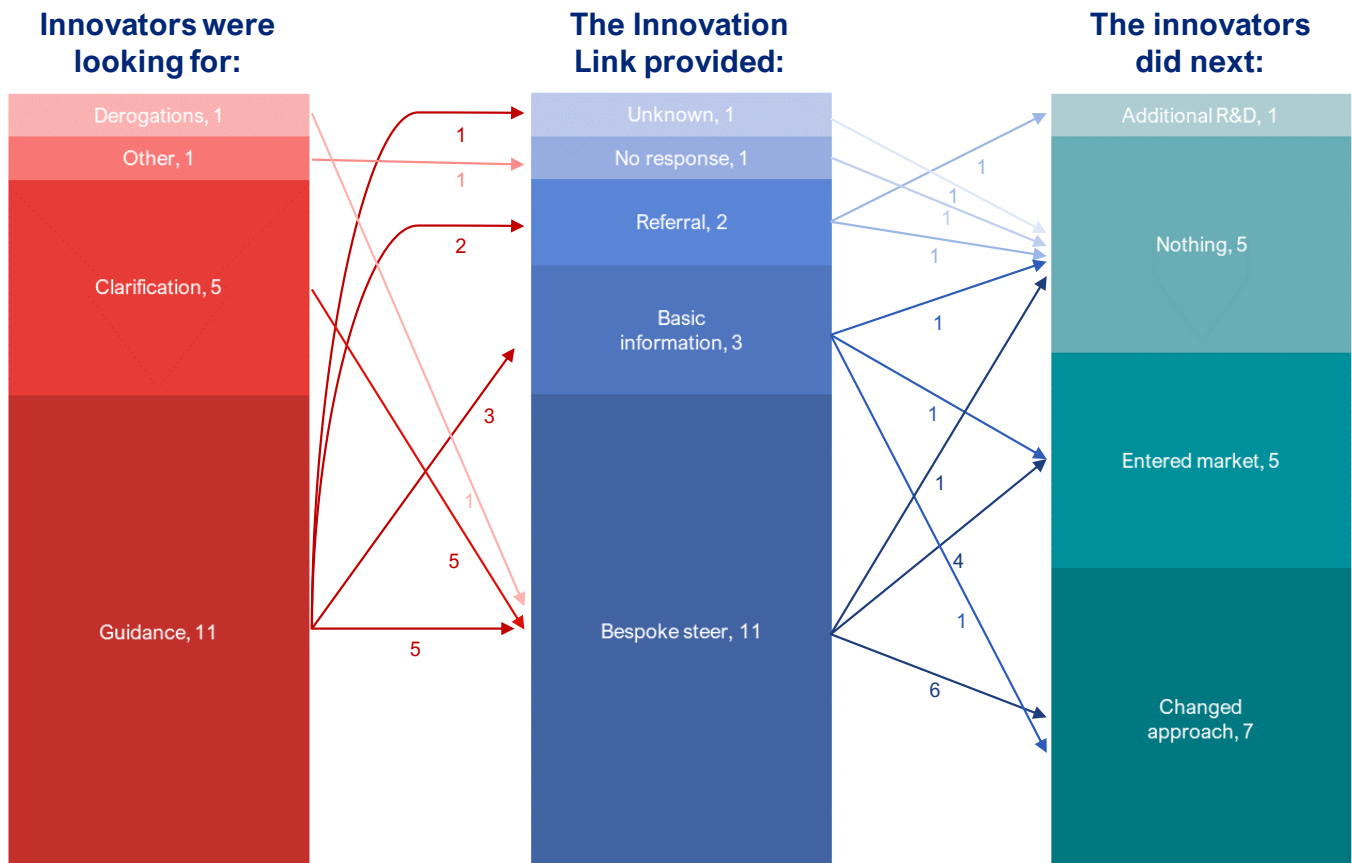 Innovators were
looking for:
The Innovation
Link provided:
The innovators
did next:
Derogations, 1
Other, 1
Clarification, 5
Guidance, 11
1
1
2
3
1
5
5
Unknown, 1
No response, 1
Referral, 2
Basic
information, 3
Bespoke steer, 11
1
1
1
1
1
1
1
4
1
6
Additional R&D, 1
Nothing, 5
Entered market, 5
Changed
approach, 7